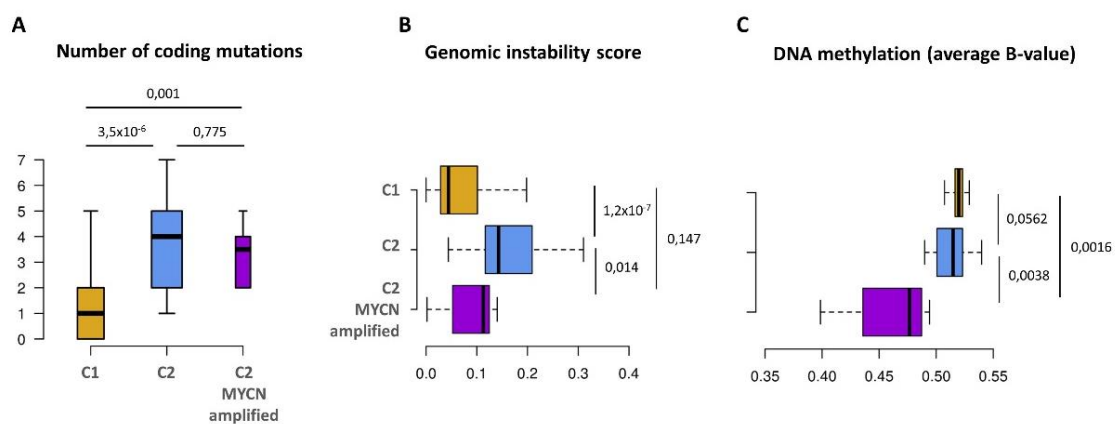 A
Number of coding mutations
0,001
3,5x10-6
0,775
7
6
5
4
3
2
1
0
C1
C2
C2
MYCN
amplified
B
Genomic instability score
C1
C2
C2
MYCN
amplified
1,2x10-7
0,147
0,014
0.0 0.1 0.2 0.3 0.4
C
DNA methylation (average B-value)
0,0562
0,0016
0,0038
0.35 0.40 0.45 0.50 0.55